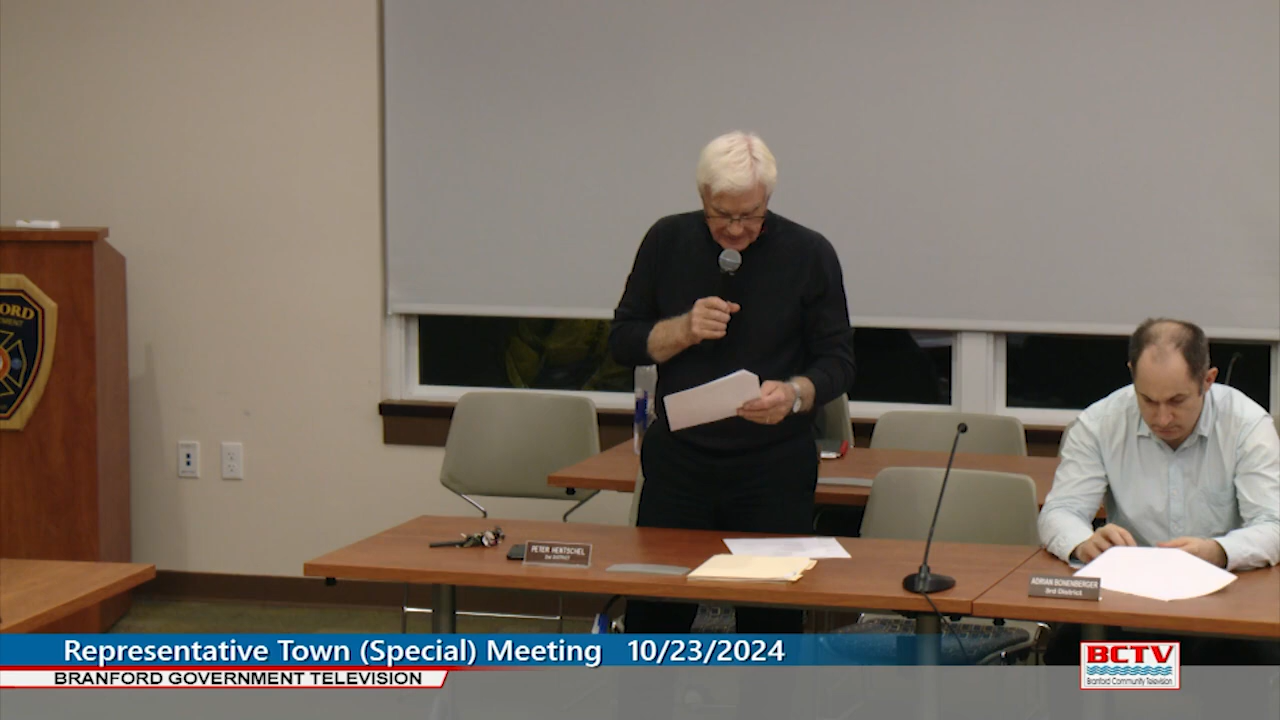 ORD
PETER HENTSCHEL
ADRIAN BONENBERGER
3rd District
Representative Town (Special) Meeting 10/23/2024
BRANFORD GOVERNMENT TELEVISION
BCTV
Branford Community Television